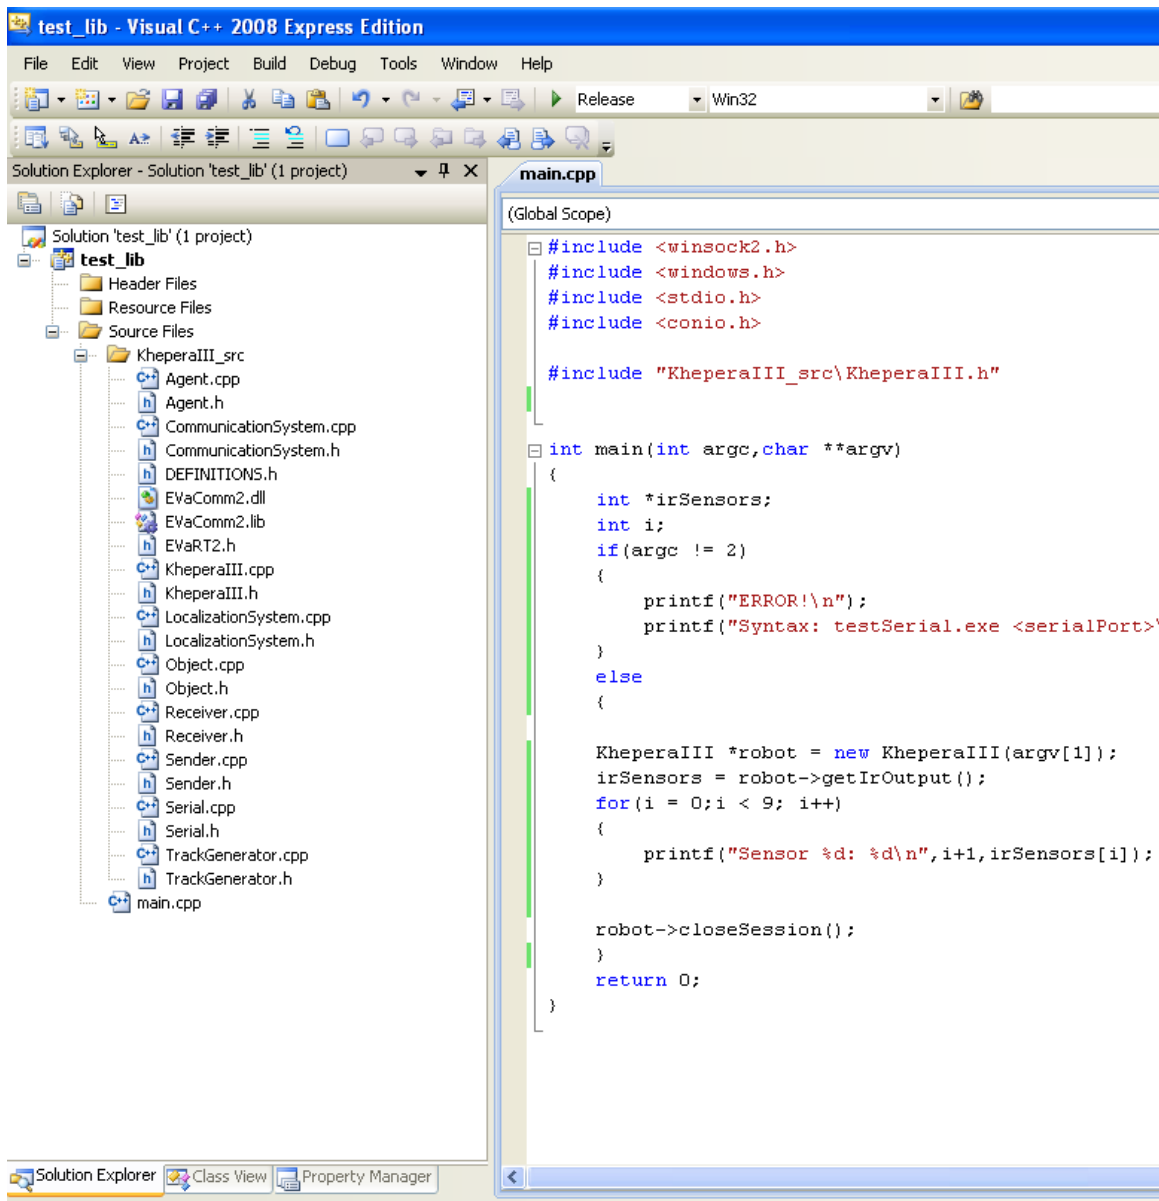 test_lib - Visual C++ 2008 Express Edition
File Edit View Project Build Debug Tools Window Help
Release Win32
Solution Explorer - Solution 'test_lib' (1 project)
main.cpp
(Global Scope)
Solution 'test_lib' (1 project)
test_lib
Header Files
Resource Files
Source Files
KheperaIII_src
Agent.cpp
Agent.h
CommunicationSystem.cpp
CommunicationSystem.h
DEFINITIONS.h
EVaComm2.dll
EVaComm2.lib
EVaRT2.h
KheperaIII.cpp
KheperaIII.h
LocalizationSystem.cpp
LocalizationSystem.h
Object.cpp
Object.h
Receiver.cpp
Receiver.h
Sender.cpp
Sender.h
Serial.cpp
Serial.h
TrackGenerator.cpp
TrackGenerator.h
main.cpp
#include <winsock2.h>
#include <windows.h>
#include <stdio.h>
#include <conio.h>
#include "KheperaIII_src\KheperaIII.h"
int main(int argc,char **argv)
{
int *irSensors;
int i;
if(argc != 2)
{
printf("ERROR!\n");
printf("Syntax: testSerial.exe <serialPort>\
}
else
{
KheperaIII *robot = new KheperaIII(argv[1]);
irSensors = robot->getIrOutput();
for(i = 0;i < 9; i++)
{
printf("Sensor %d: %d\n",i+1,irSensors[i]);
}
robot->closeSession();
}
return 0;
}
Solution Explorer Class View Property Manager